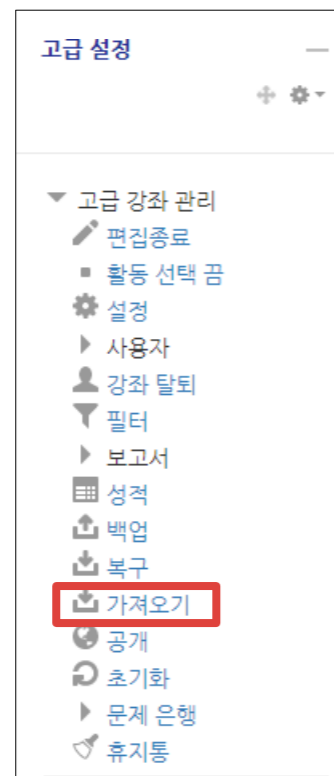 고급 설정
고급 강좌 관리
편집종료
활동 선택 끔
설정
사용자
강좌 탈퇴
필터
보고서
성적
백업
복구
가져오기
공개
초기화
문제 은행
휴지통